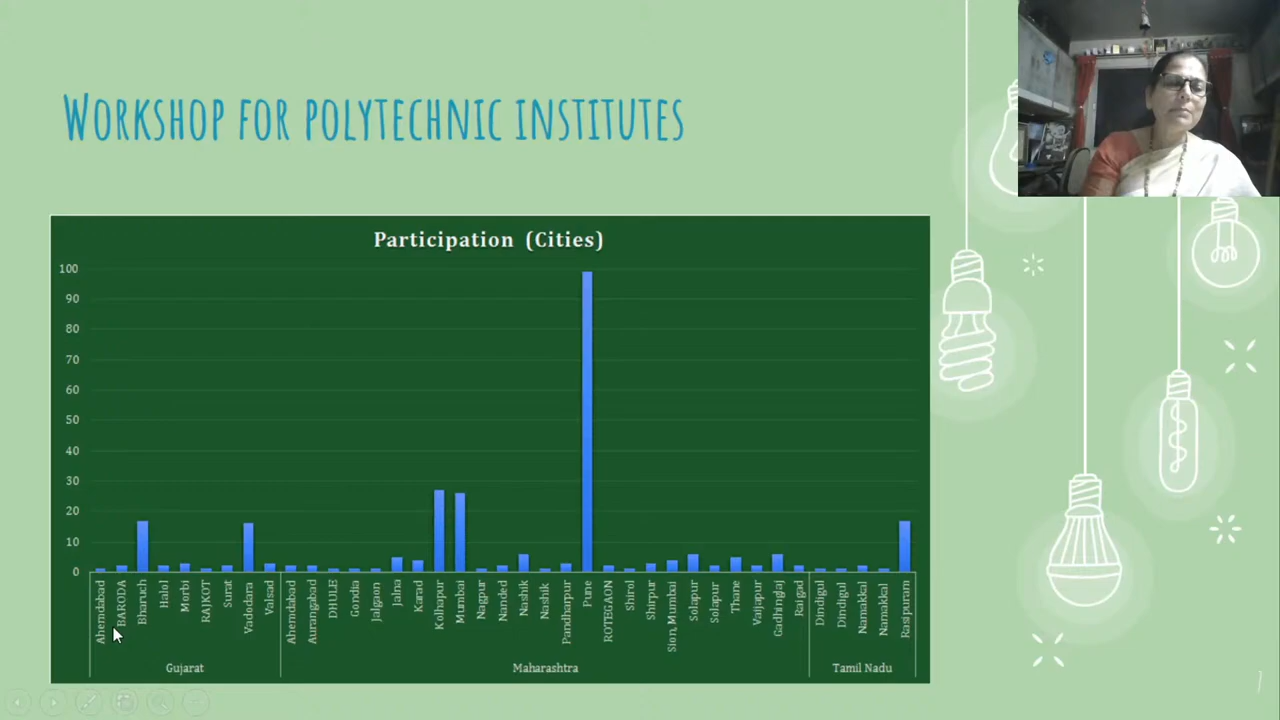 WORKSHOP FOR POLYTECHNIC INSTITUTES
Participation (Cities)
100
90
80
70
60
50
40
30
20
10
0
Ahemdabad
BARODA
Bharuch
Halol
Morbi
RAJKOT
Surat
Vadodara
Valsad
Ahemdabad
Aurangabad
DHULE
Gondia
Jalgaon
Jalna
Karad
Kolhapur
Mumbai
Nagpur
Nanded
Nashik
Nashik
Pandharpur
Pune
ROTEGAON
Shirol
Shirpur
Sion, Mumbai
Solapur
Solapur
Thane
Vaijapur
Gadhinglaj
Raigad
Dindigul
Dindigul
Namakkal
Namakkal
Rasipuram
Gujarat
Maharashtra
Tamil Nadu